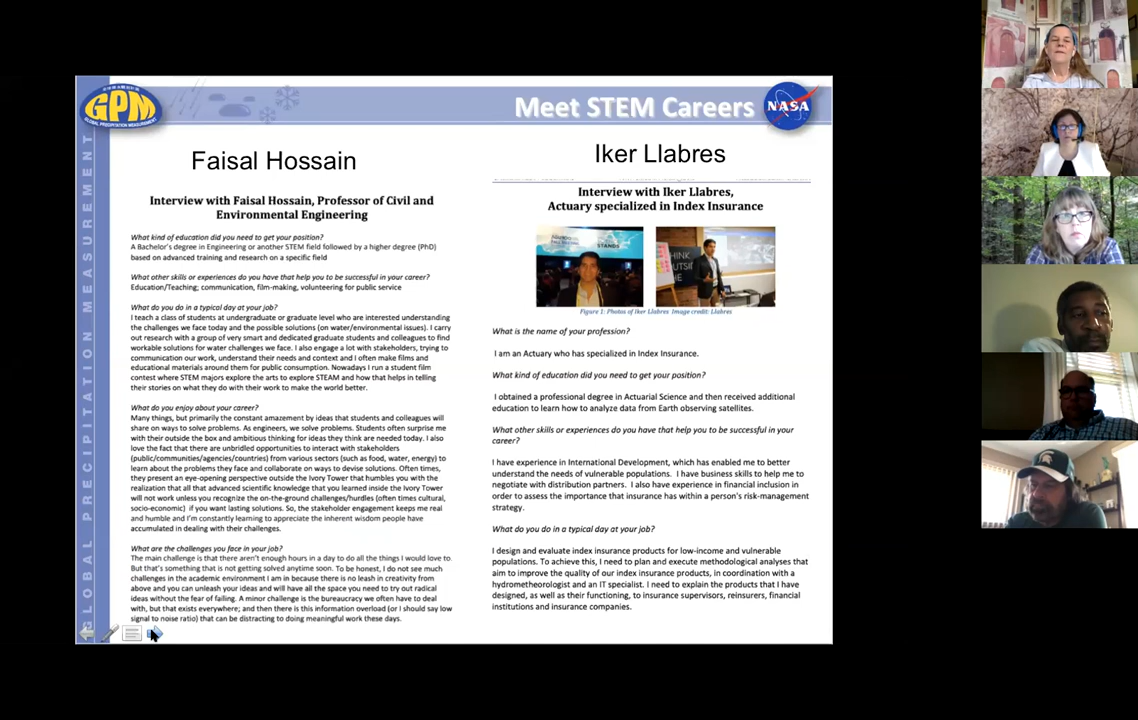 GPM
GLOBAL PRECIPITATION MEASUREMENT
Meet STEM Careers
NASA
GLOBAL PRECIPITATION MEASUREMENT
Faisal Hossain
Interview with Faisal Hossain, Professor of Civil and
Environmental Engineering
What kind of education did you need to get your position?
A Bachelor's degree in Engineering or another STEM field followed by a higher degree (PhD)
based on advanced training and research on a specific field
What other skills or experiences do you have that help you to be successful in your career?
Education/Teaching; communication, film-making, volunteering for public service
What do you do in a typical day at your job?
I teach a class of students at undergraduate or graduate level who are interested understanding
the challenges we face today and the possible solutions (on water/environmental issues). I carry
out research with a group of very smart and dedicated graduate students and colleagues to find
workable solutions for water challenges we face. I also engage a lot with stakeholders, trying to
communication our work, understand their needs and context and I often make films and
educational materials around them for public consumption. Nowadays I run a student film
contest where STEM majors explore the arts to explore STEAM and how that helps in telling
their stories on what they do with their work to make the world better.
What do you enjoy about your career?
Many things, but primarily the constant amazement by ideas that students and colleagues will
share on ways to solve problems. As engineers, we solve problems. Students often surprise me
with their outside the box and ambitious thinking for ideas they think are needed today. I also
love the fact that there are unbridled opportunities to interact with stakeholders
(public/communities/agencies/countries) from various sectors (such as food, water, energy) to
learn about the problems they face and collaborate on ways to devise solutions. Often times,
they present an eye-opening perspective outside the Ivory Tower that humbles you with the
realization that all that advanced scientific knowledge that you learned inside the Ivory Tower
will not work unless you recognize the on-the-ground challenges/hurdles (often times cultural,
socio-economic) if you want lasting solutions. So, the stakeholder engagement keeps me real
and humble and I'm constantly learning to appreciate the inherent wisdom people have
accumulated in dealing with their challenges.
What are the challenges you face in your job?
The main challenge is that there aren't enough hours in a day to do all the things I would love to.
But that's something that is not getting solved anytime soon. To be honest, I do not see much
challenges in the academic environment I am in because there is no leash in creativity from
above and you can unleash your ideas and will have all the space you need to try out radical
ideas without the fear of failing. A minor challenge is the bureaucracy we often have to deal
with, but that exists everywhere; and then there is this information overload (or I should say low
signal to noise ratio) that can be distracting to doing meaningful work these days.
Iker Llabres
Interview with Iker Llabres,
Actuary specialized in Index Insurance
STANDS
THINK
OUTSI
THE
Figure 1: Photos of Iker Llabres Image credit: Llabres
What is the name of your profession?
I am an Actuary who has specialized in Index Insurance.
What kind of education did you need to get your position?
I obtained a professional degree in Actuarial Science and then received additional
education to learn how to analyze data from Earth observing satellites.
What other skills or experiences do you have that help you to be successful in your
career?
I have experience in International Development, which has enabled me to better
understand the needs of vulnerable populations. I have business skills to help me to
negotiate with distribution partners. I also have experience in financial inclusion in
order to assess the importance that insurance has within a person's risk-management
strategy.
What do you do in a typical day at your job?
I design and evaluate index insurance products for low-income and vulnerable
populations. To achieve this, I need to plan and execute methodological analyses that
aim to improve the quality of our index insurance products, in coordination with a
hydrometeorologist and an IT specialist. I need to explain the products that I have
designed, as well as their functioning, to insurance supervisors, reinsurers, financial
institutions and insurance companies.